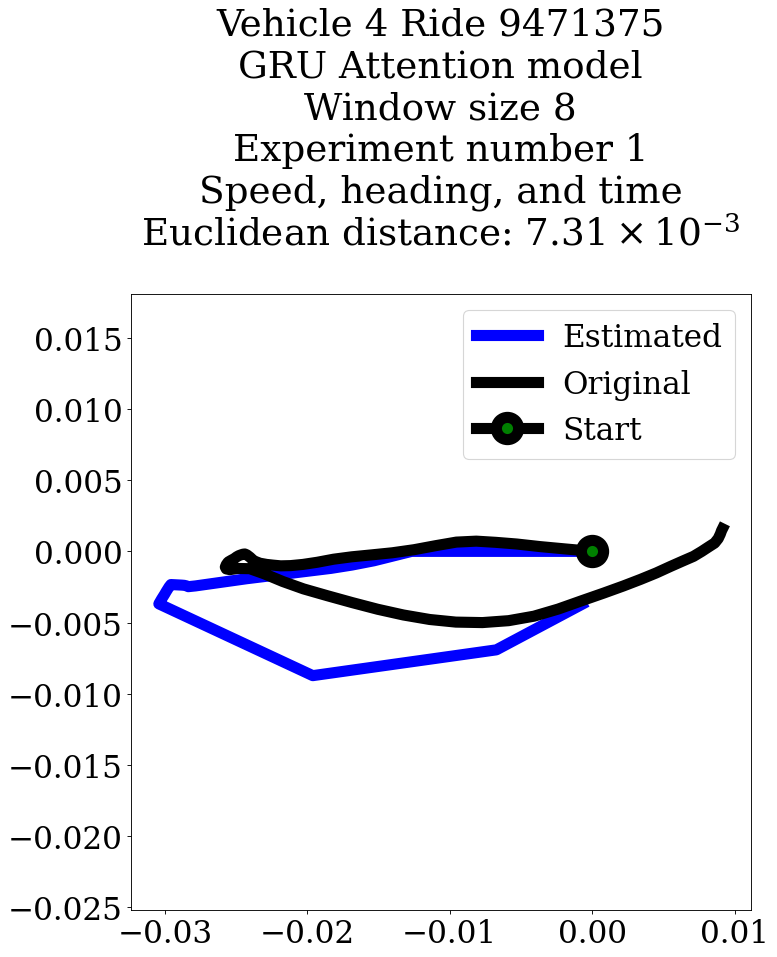 Vehicle 4 Ride 9471375
GRU Attention model
Window size 8
Experiment number 1
Speed, heading, and time
Euclidean distance: 7.31 × 10⁻³
Estimated
Original
Start
0.015
0.010
0.005
0.000
−0.005
−0.010
−0.015
−0.020
−0.025
−0.03
−0.02
−0.01
0.00
0.01